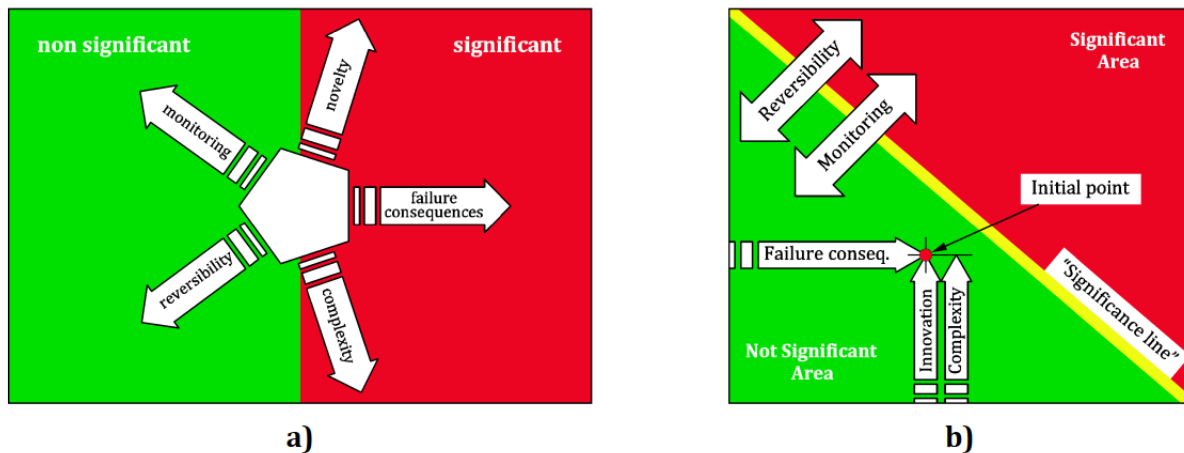 non significant
significant
novelty
monitoring
failure
consequences
reversibility
complexity
a)
Significant
Area
Reversibility
Monitoring
Initial point
Failure conseq.
Innovation
Complexity
"Significance line"
Not Significant
Area
b)